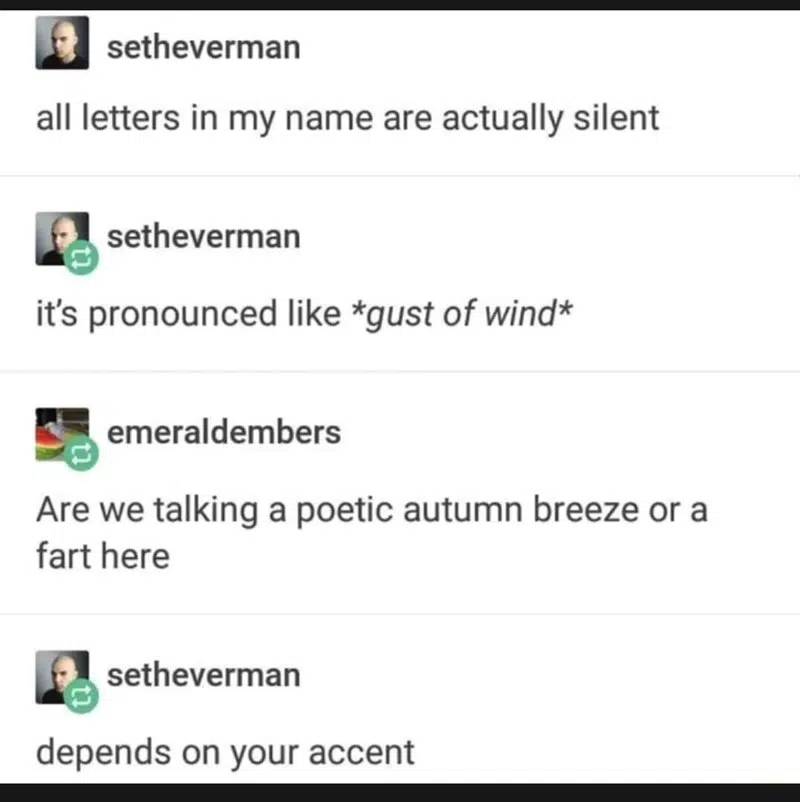 setheverman
all letters in my name are actually silent
setheverman
it's pronounced like *gust of wind*
emeraldembers
Are we talking a poetic autumn breeze or a
fart here
setheverman
depends on your accent